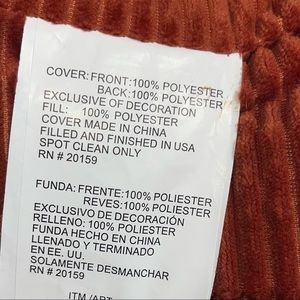 COVER: FRONT:100% POLYESTER
BACK:100% POLYESTER
EXCLUSIVE OF DECORATION
FILL: 100% POLYESTER
COVER MADE IN CHINA
FILLED AND FINISHED IN USA
SPOT CLEAN ONLY
RN # 20159
FUNDA: FRENTE:100% POLIESTER
REVES:100% POLIESTER
EXCLUSIVO DE DECORACIÓN
RELLENO: 100% POLIESTER
FUNDA HECHO EN CHINA
LLENADO Y TERMINADO
EN EE. UU.
SOLAMENTE DESMANCHAR
RN # 20159
ITM /ART